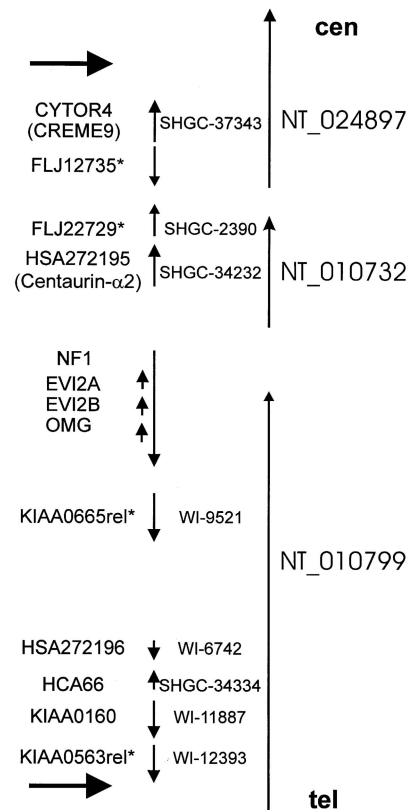 cen
CYTOR4 SHGC-37343 NT_024897
(CREME9)
FLJ12735*
FLJ22729* SHGC-2390
HSA272195 SHGC-34232 NT_010732
(Centaurin-α2)
NF1
EVI2A
EVI2B
OMG
KIAA0665rel* WI-9521
NT_010799
HSA272196 WI-6742
HCA66 SHGC-34334
KIAA0160 WI-11887
KIAA0563rel* WI-12393
tel